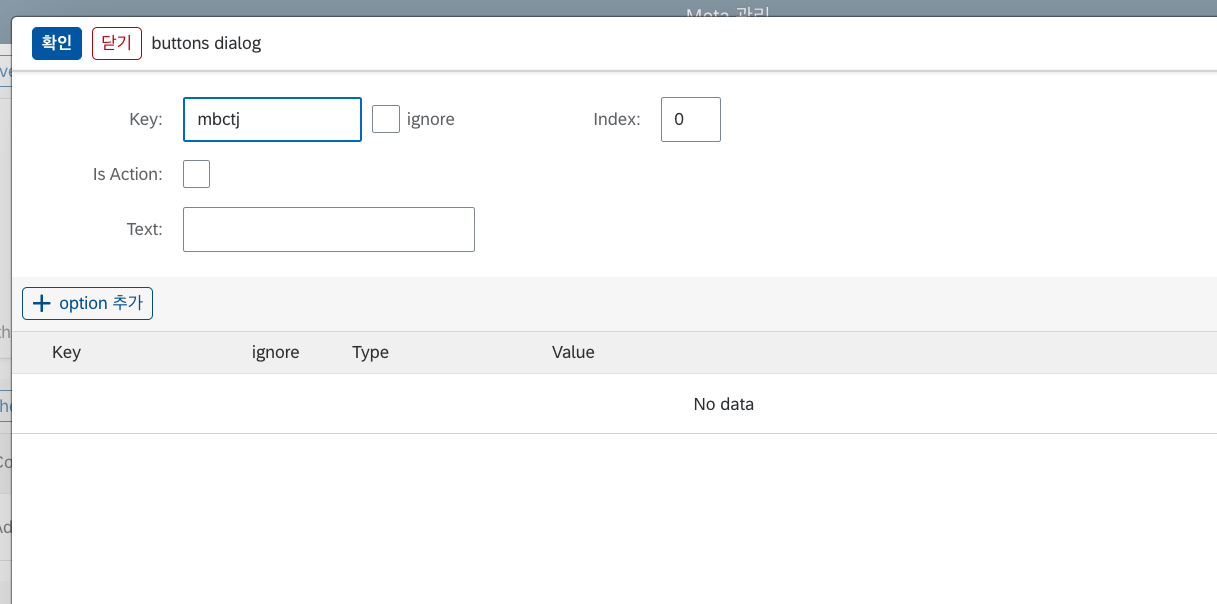 Meta 관리
확인 닫기 buttons dialog
Key: mbctj ignore Index: 0
Is Action:
Text:
option 추가
Key ignore Type Value
No data